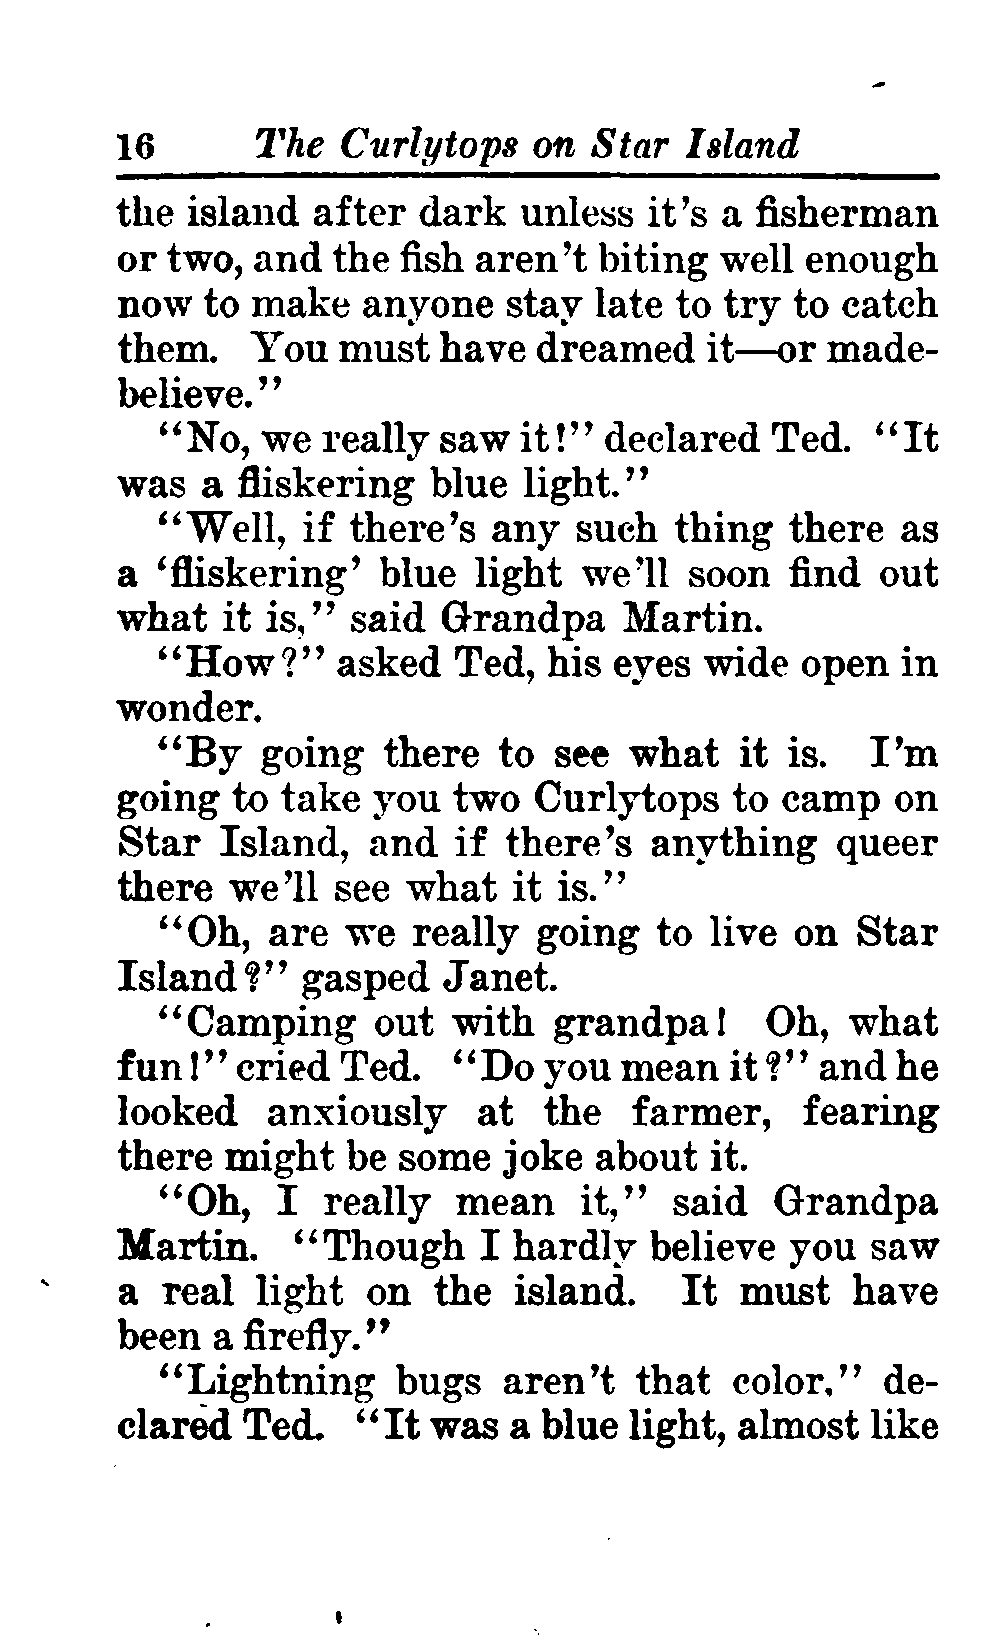 16 The Curlytops on Star Island
the island after dark unless it's a fisherman
or two, and the fish aren't biting well enough
now to make anyone stay late to try to catch
them. You must have dreamed it—or made-
believe."
"No, we really saw it!" declared Ted. "It
was a fliskering blue light."
"Well, if there's any such thing there as
a 'fliskering' blue light we'll soon find out
what it is," said Grandpa Martin.
"How?" asked Ted, his eyes wide open in
wonder.
"By going there to see what it is. I'm
going to take you two Curlytops to camp on
Star Island, and if there's anything queer
there we'll see what it is."
"Oh, are we really going to live on Star
Island?" gasped Janet.
"Camping out with grandpa! Oh, what
fun!" cried Ted. "Do you mean it?" and he
looked anxiously at the farmer, fearing
there might be some joke about it.
"Oh, I really mean it," said Grandpa
Martin. "Though I hardly believe you saw
a real light on the island. It must have
been a firefly."
"Lightning bugs aren't that color," de-
clared Ted. "It was a blue light, almost like